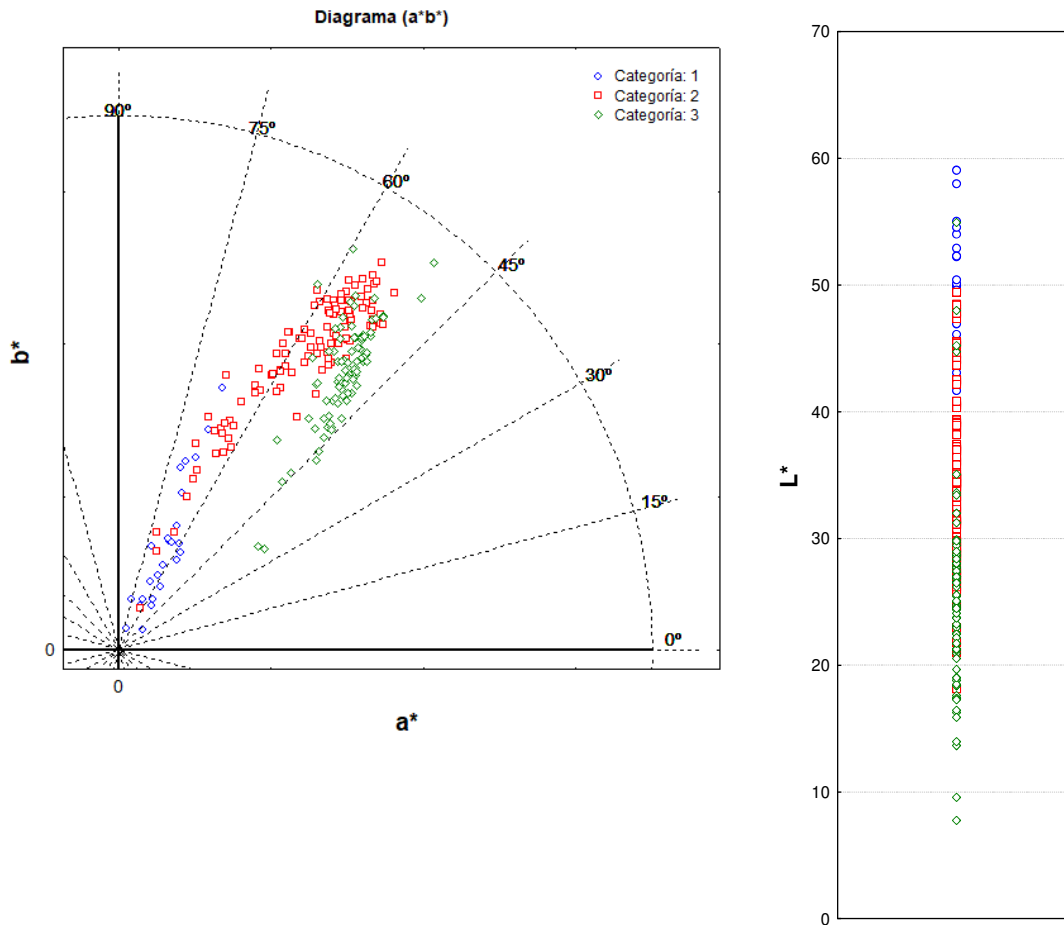 Diagrama (a*b*)
Categoría: 1
Categoría: 2
Categoría: 3
90º
75º
60º
45º
30º
15º
0º
b*
0
0
a*
70
60
50
40
30
20
10
0
L*